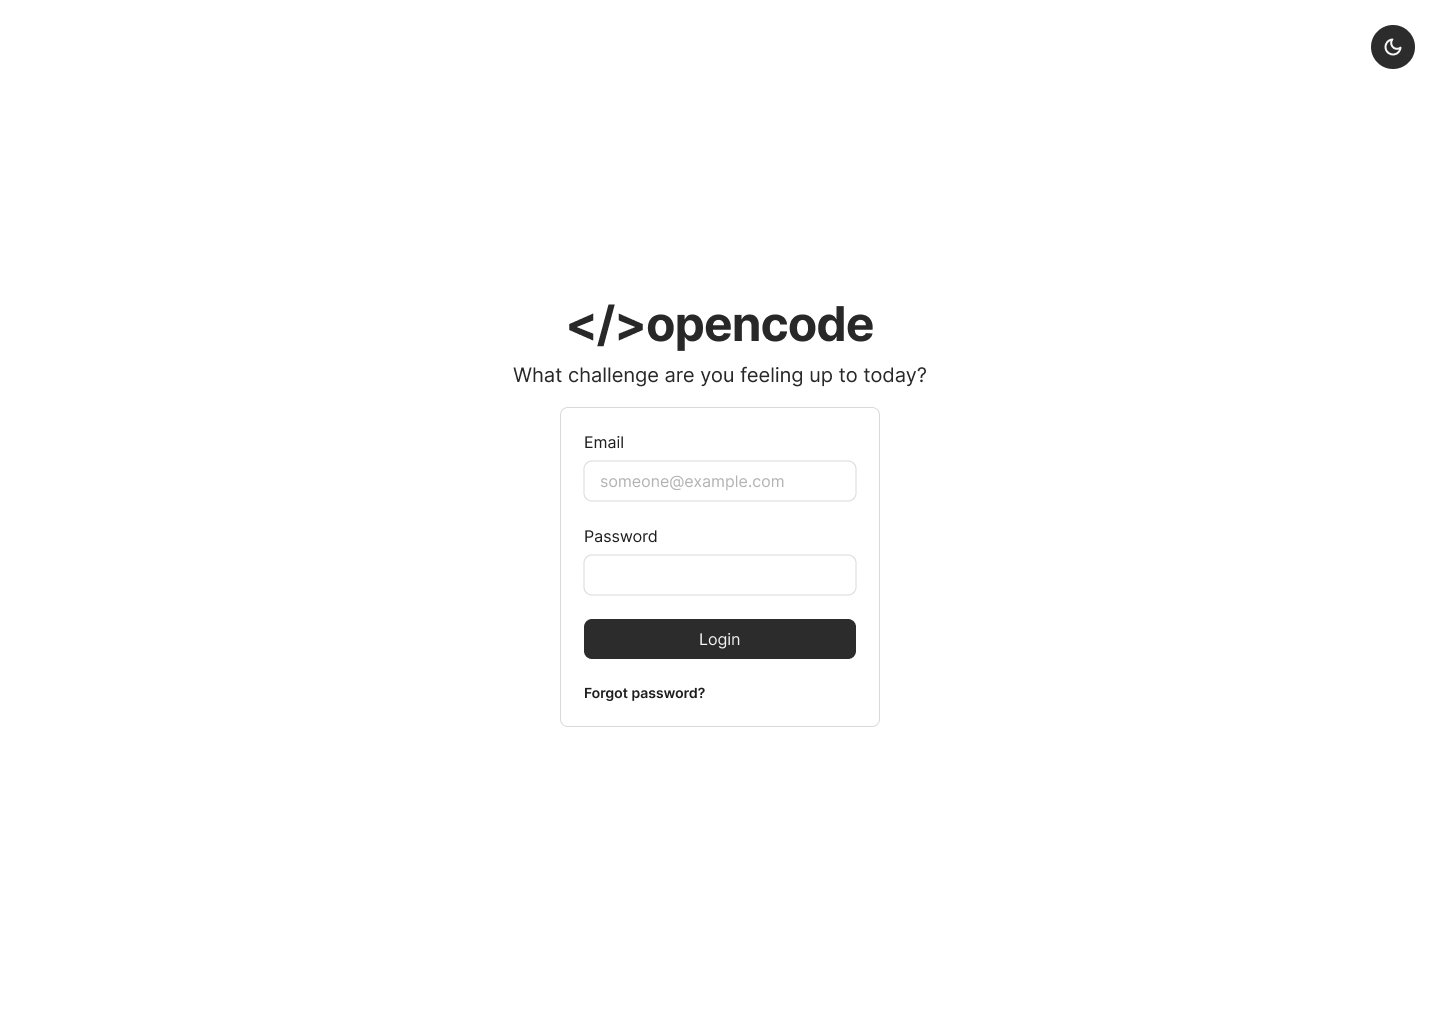 </>opencode
What challenge are you feeling up to today?
Email
someone@example.com
Password
Login
Forgot password?